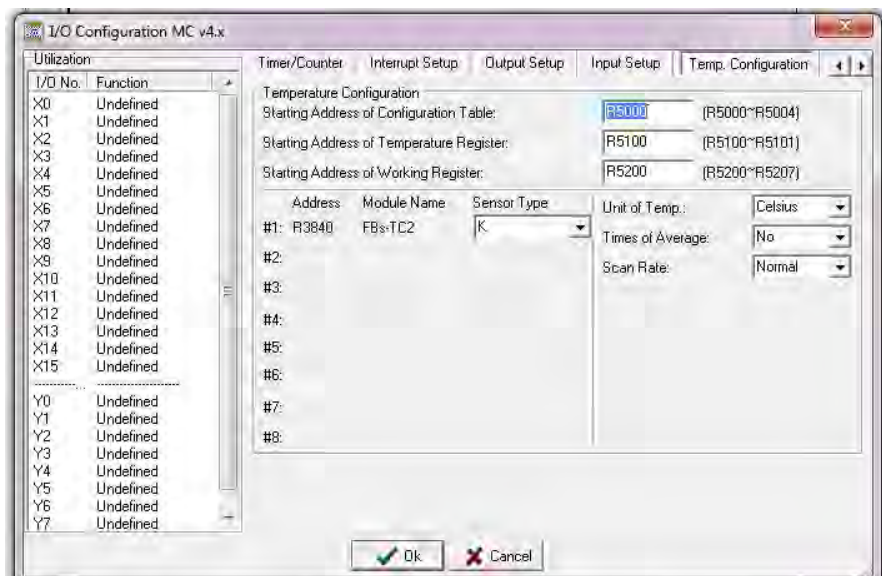 I/O Configuration MC v4.x
Utilization
I/O No. Function
X0 Undefined
X1 Undefined
X2 Undefined
X3 Undefined
X4 Undefined
X5 Undefined
X6 Undefined
X7 Undefined
X8 Undefined
X9 Undefined
X10 Undefined
X11 Undefined
X12 Undefined
X13 Undefined
X14 Undefined
X15 Undefined
Y0 Undefined
Y1 Undefined
Y2 Undefined
Y3 Undefined
Y4 Undefined
Y5 Undefined
Y6 Undefined
Y7 Undefined
Timer/Counter Interrupt Setup Output Setup Input Setup Temp. Configuration
Temperature Configuration
Starting Address of Configuration Table: R5000 (R5000~R5004)
Starting Address of Temperature Register: R5100 (R5100~R5101)
Starting Address of Working Register: R5200 (R5200~R5207)
Address Module Name Sensor Type
#1: R3840 FBs-TC2 K
#2:
#3:
#4:
#5:
#6:
#7:
#8:
Unit of Temp.: Celsius
Times of Average: No
Scan Rate: Normal
Ok Cancel